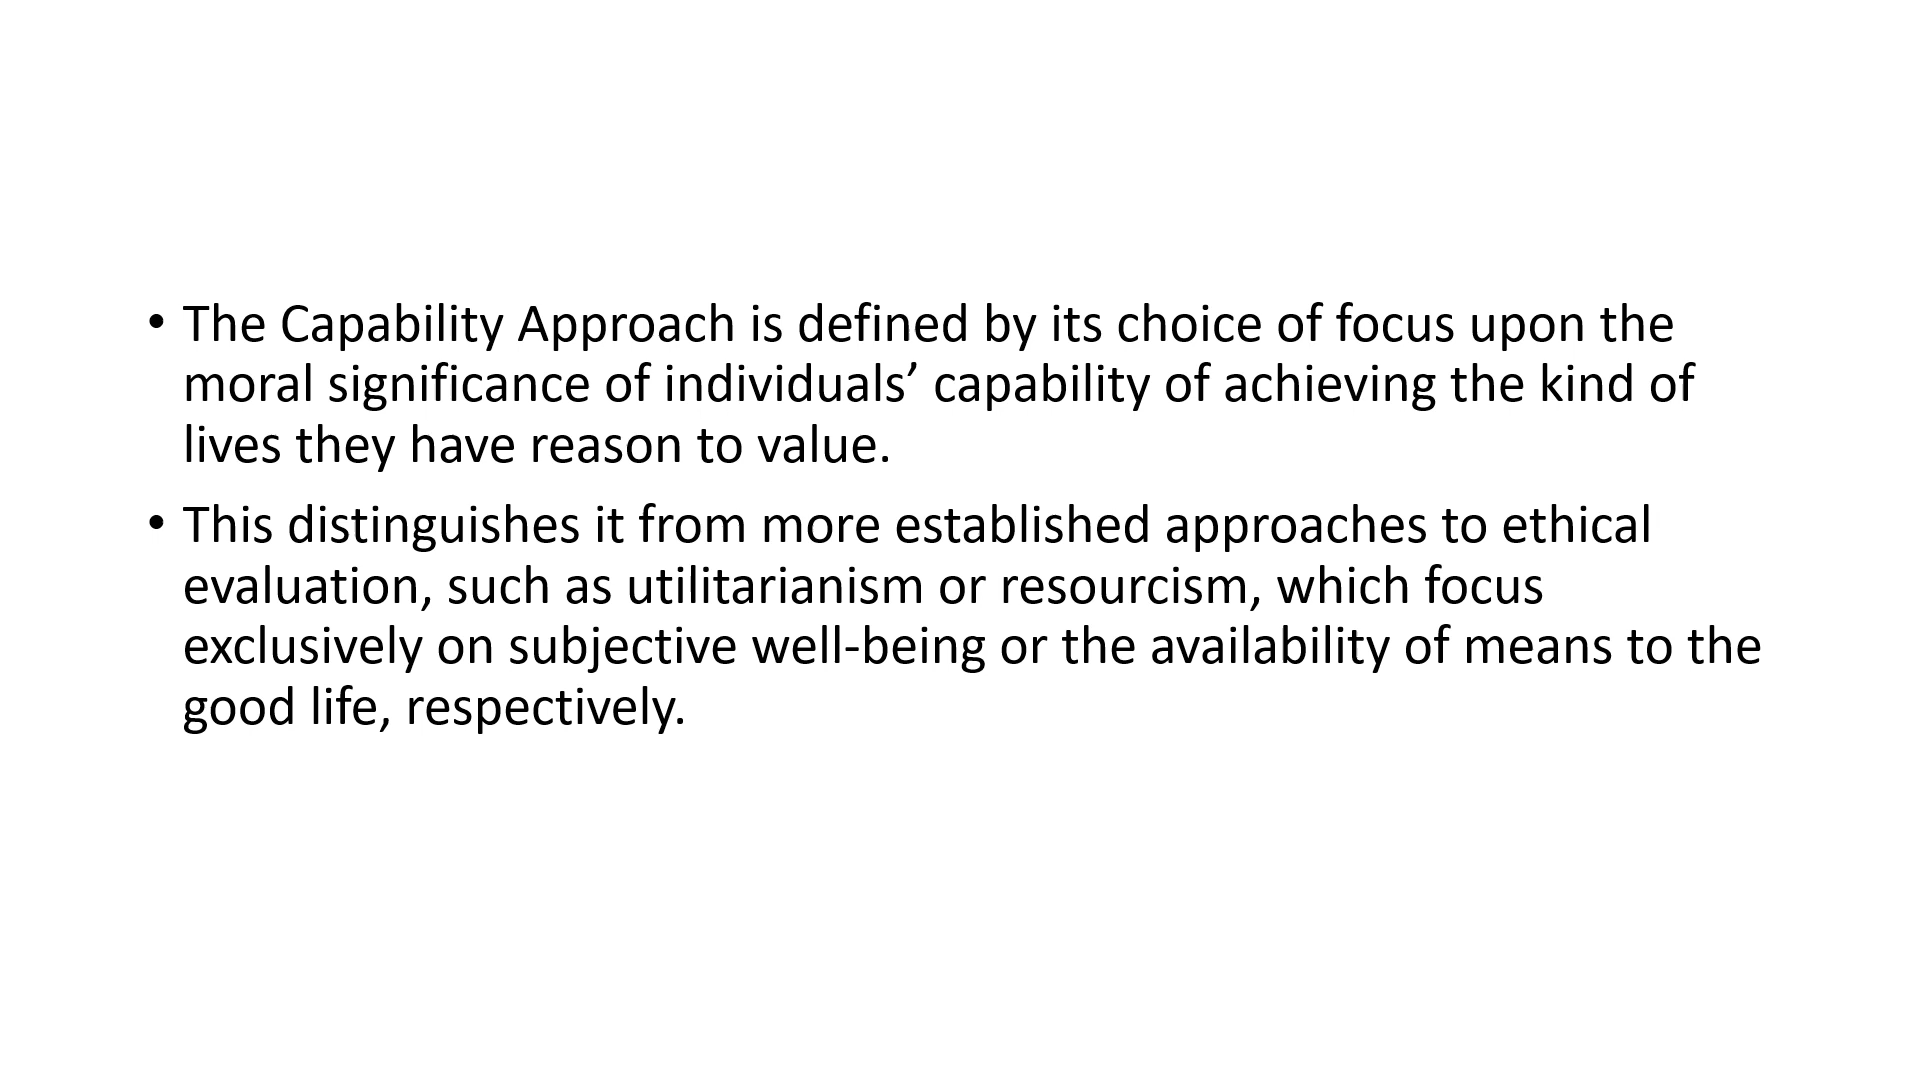 • The Capability Approach is defined by its choice of focus upon the
moral significance of individuals’ capability of achieving the kind of
lives they have reason to value.
• This distinguishes it from more established approaches to ethical
evaluation, such as utilitarianism or resourcism, which focus
exclusively on subjective well-being or the availability of means to the
good life, respectively.